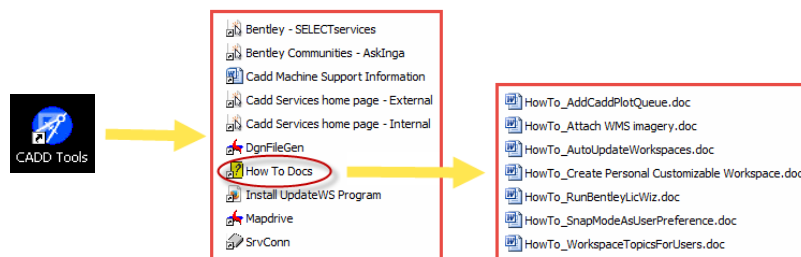 CADD Tools
Bentley - SELECTservices
Bentley Communities - AskInga
Cadd Machine Support Information
Cadd Services home page - External
Cadd Services home page - Internal
DgnFileGen
How To Docs
Install UpdateWS Program
Mapdrive
SrvConn
HowTo_AddCaddPlotQueue.doc
HowTo_Attach WMS imagery.doc
HowTo_AutoUpdateWorkspaces.doc
HowTo_Create Personal Customizable Workspace.doc
HowTo_RunBentleyLicWiz.doc
HowTo_SnapModeAsUserPreference.doc
HowTo_WorkspaceTopicsForUsers.doc